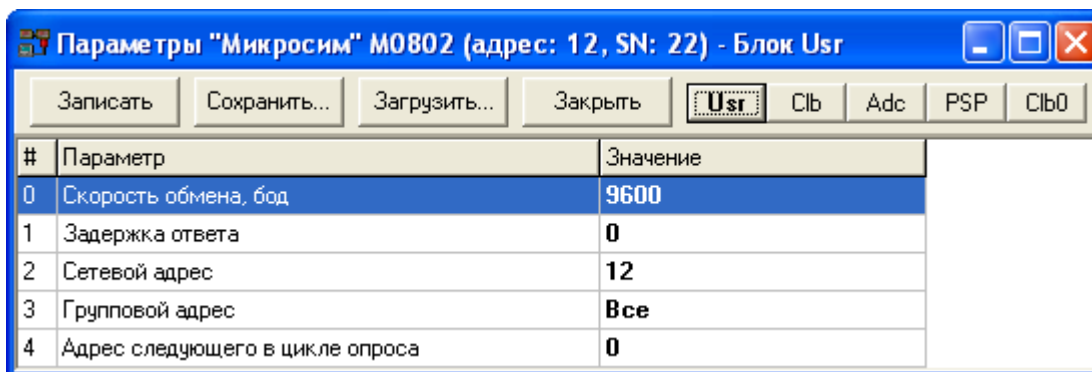 Параметры "Микросим" M0802 (адрес: 12, SN: 22) - Блок Usr
Записать Сохранить... Загрузить... Закрыть Usr Clb Adc PSP Clb0
# Параметр Значение
0 Скорость обмена, бод 9600
1 Задержка ответа 0
2 Сетевой адрес 12
3 Групповой адрес Все
4 Адрес следующего в цикле опроса 0